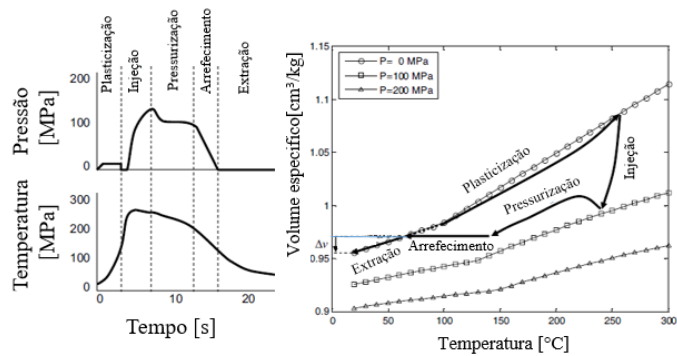 Plasticização
Injeção
Pressurização
Arrefecimento
Extração
Pressão
[MPa]
200
100
0
Temperatura
[MPa]
300
200
100
0
0
10
20
Tempo [s]
Volume especifico[cm³/kg]
1.15
1.1
1.05
1
0.95
0.9
Δv
P= 0 MPa
P=100 MPa
P=200 MPa
Plasticização
Injeção
Pressurização
Arrefecimento
Extração
0
50
100
150
200
250
300
Temperatura [°C]